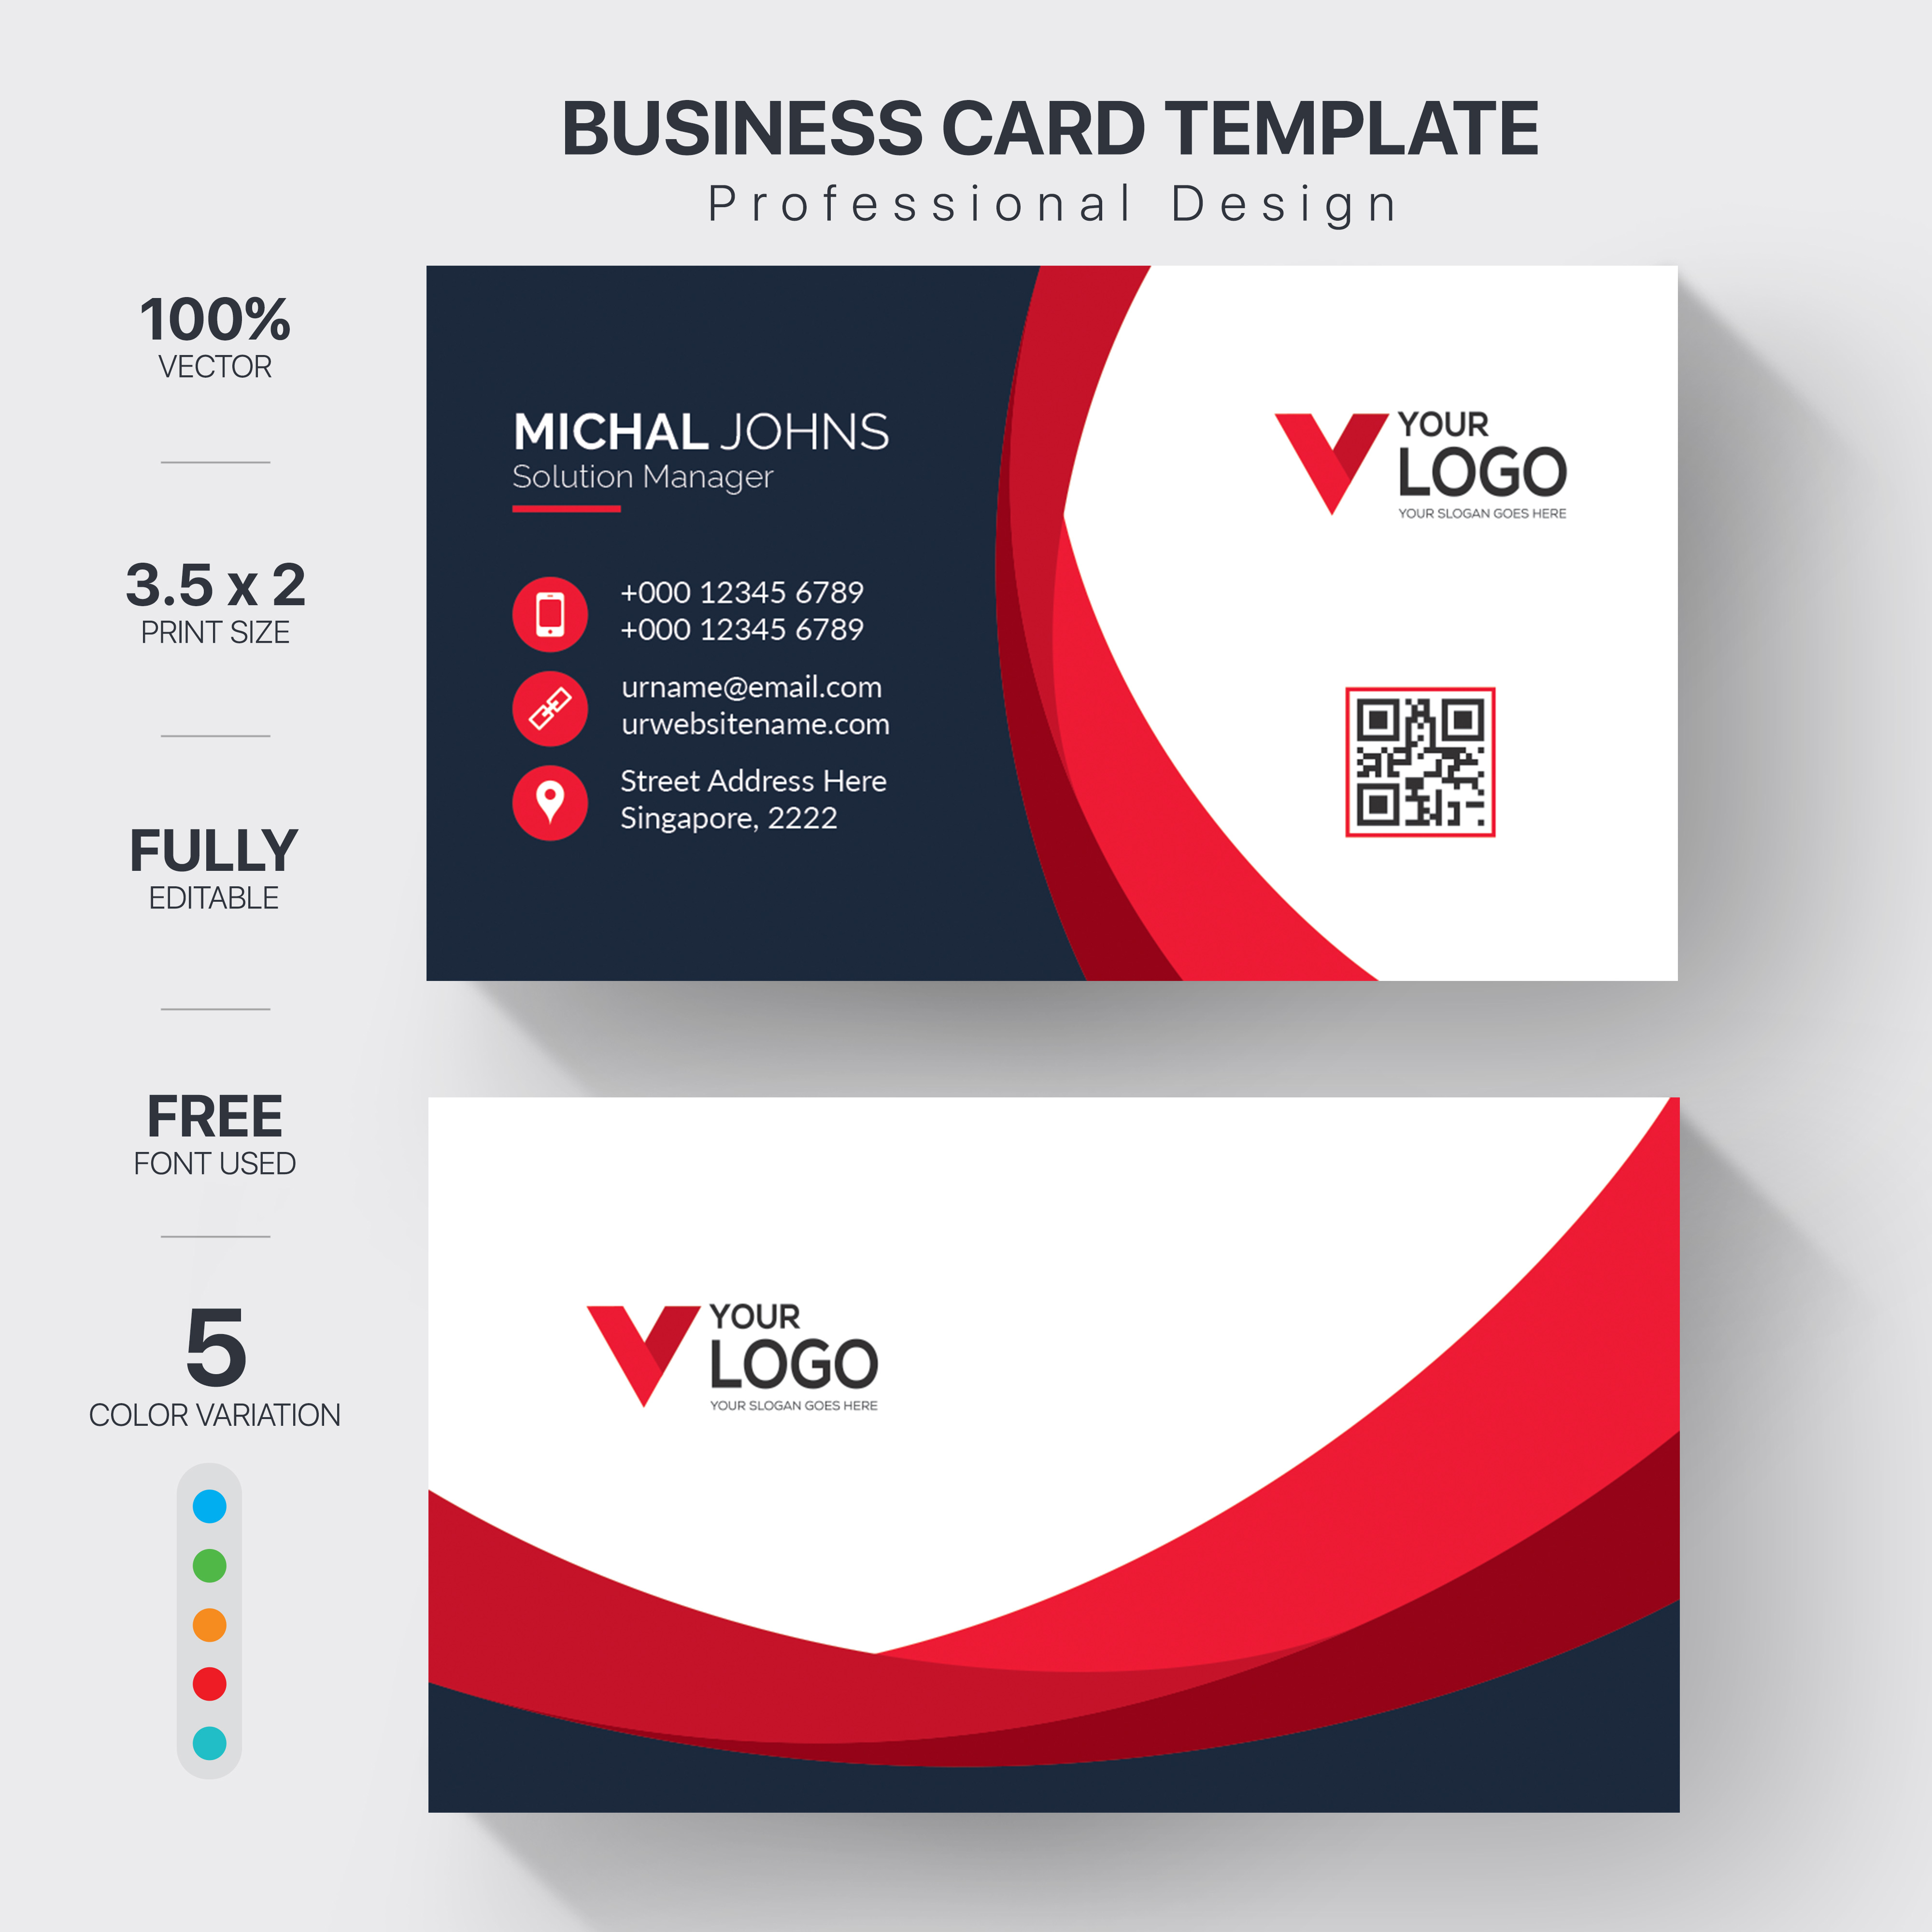 BUSINESS CARD TEMPLATE
Professional Design
100%
VECTOR
3.5 x 2
PRINT SIZE
FULLY
EDITABLE
FREE
FONT USED
5
COLOR VARIATION
MICHAL JOHNS
Solution Manager
+000 12345 6789
+000 12345 6789
urname@email.com
urwebsitename.com
Street Address Here
Singapore, 2222
YOUR
LOGO
YOUR SLOGAN GOES HERE
YOUR
LOGO
YOUR SLOGAN GOES HERE